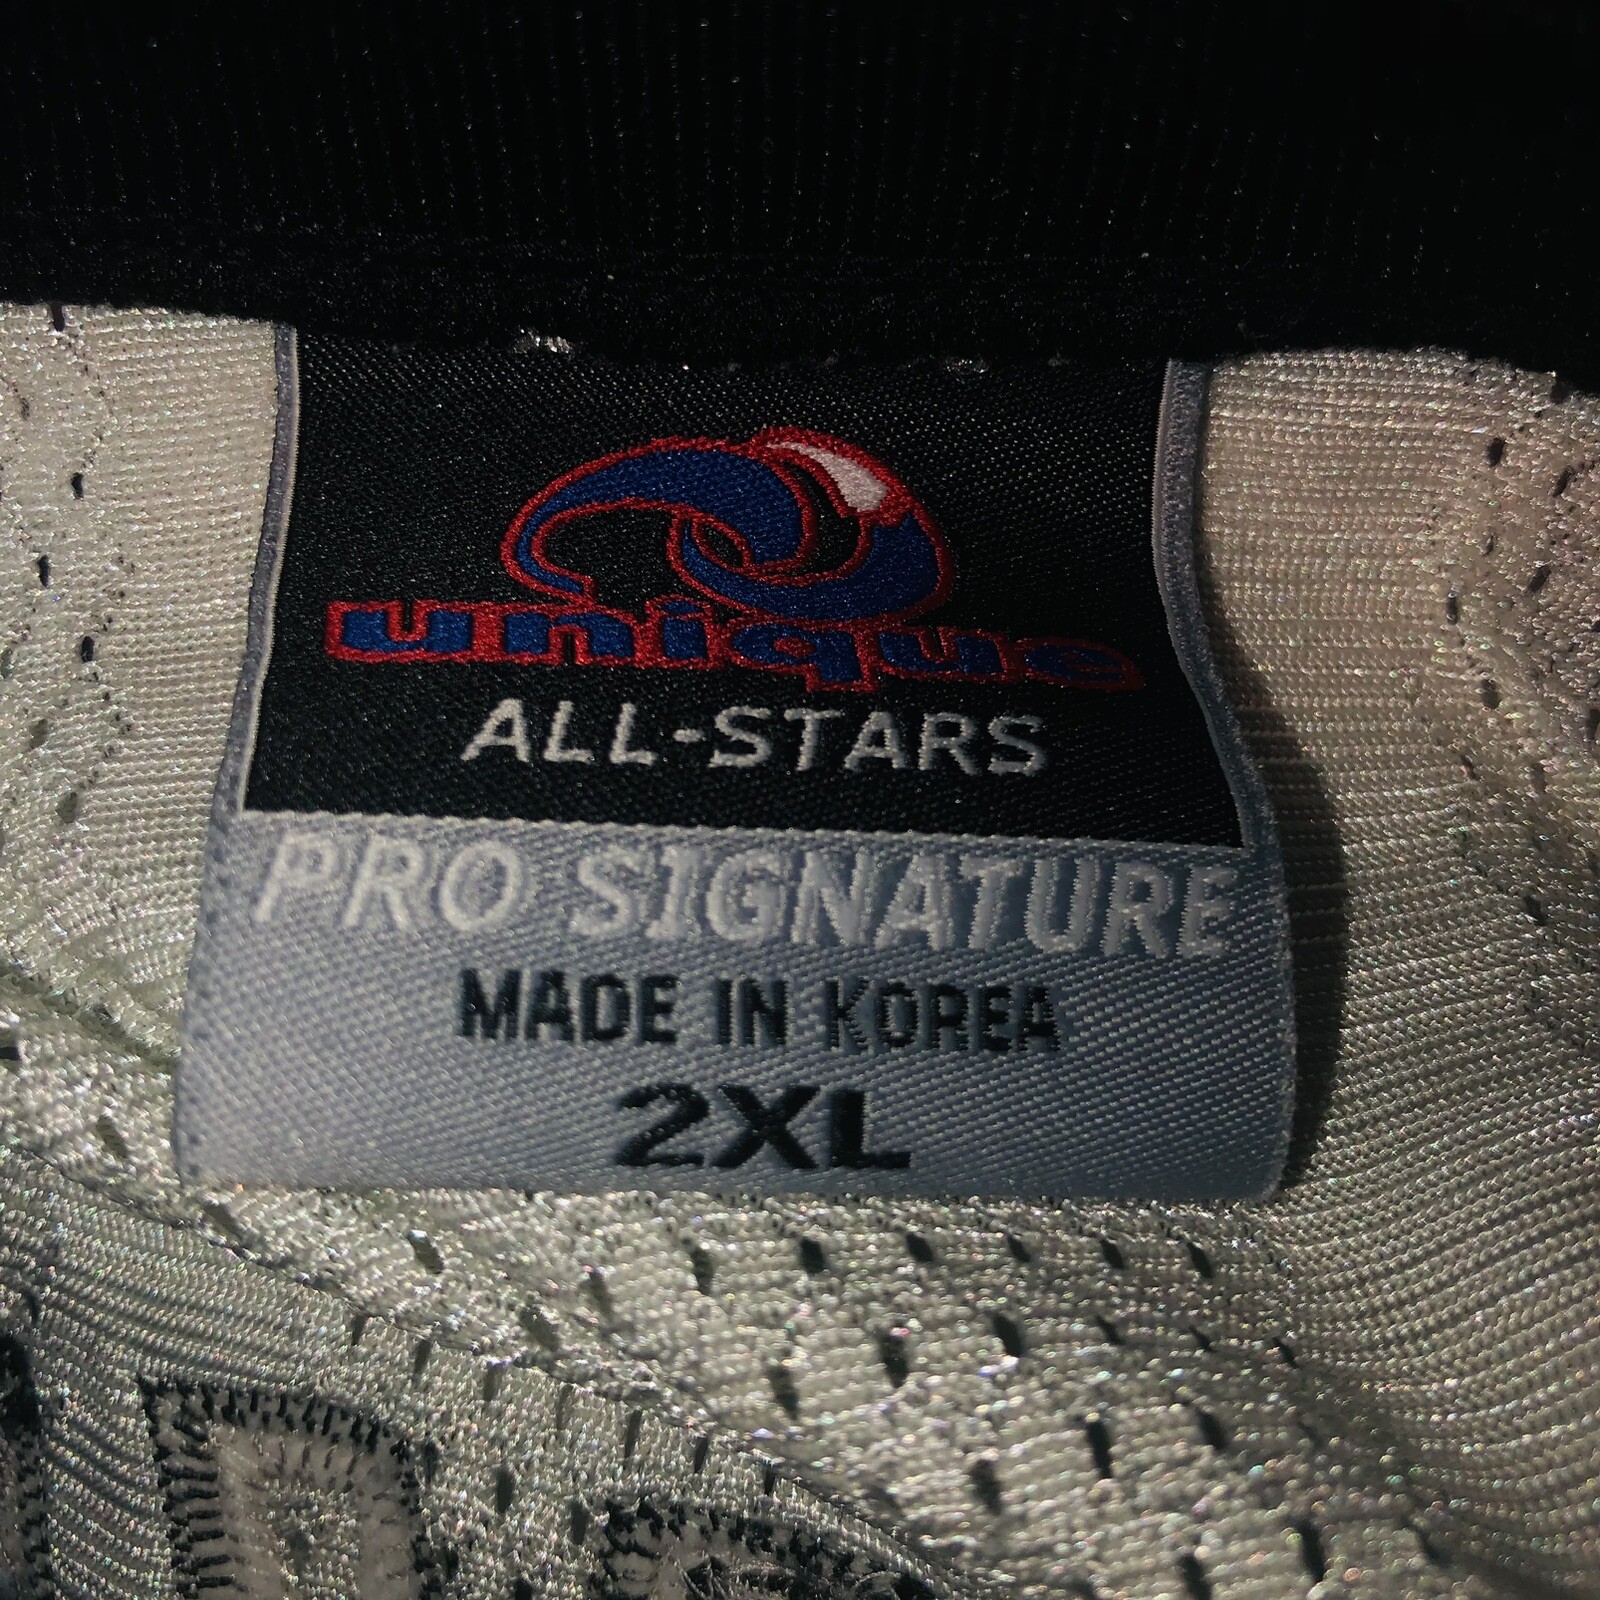 unique
ALL-STARS
PRO SIGNATURE
MADE IN KOREA
2XL